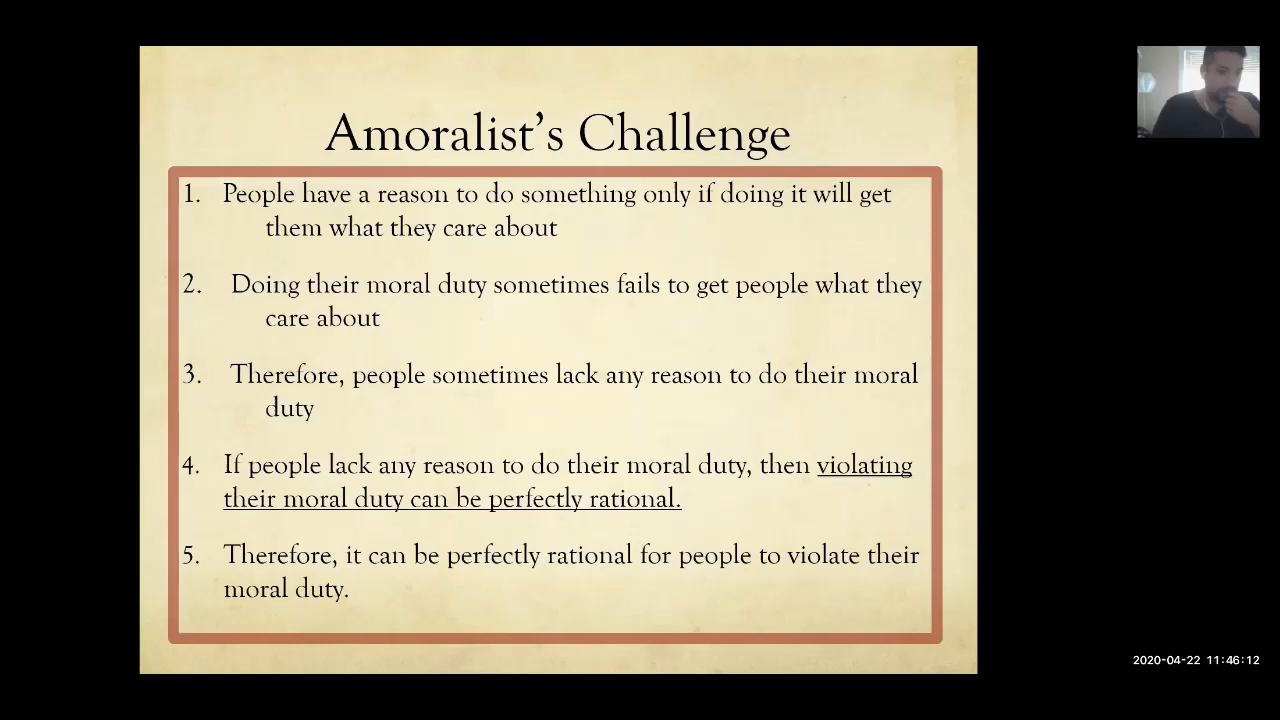 Amoralist's Challenge
1. People have a reason to do something only if doing it will get
them what they care about
2. Doing their moral duty sometimes fails to get people what they
care about
3. Therefore, people sometimes lack any reason to do their moral
duty
4. If people lack any reason to do their moral duty, then violating
their moral duty can be perfectly rational.
5. Therefore, it can be perfectly rational for people to violate their
moral duty.
2020-04-22 11:46:12